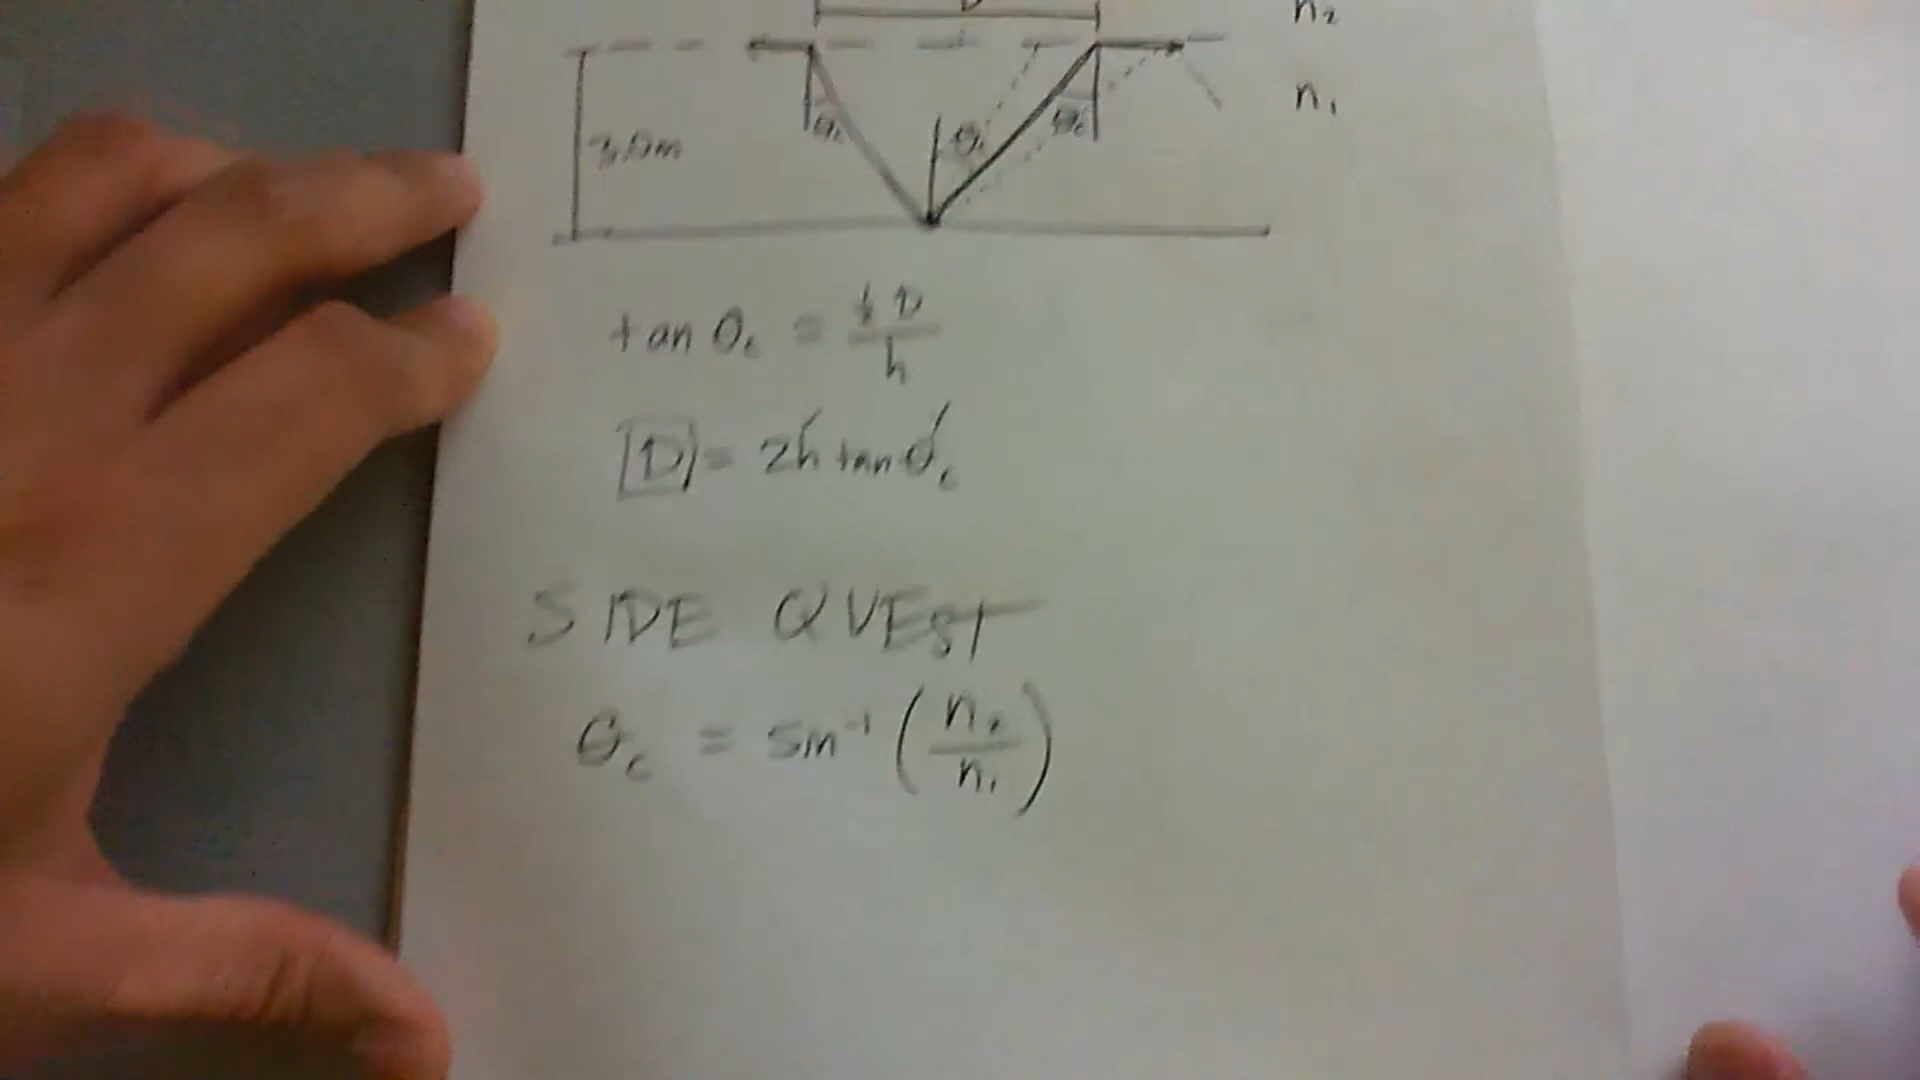 D
n₂
n₁
3.0m
θc θc θc
tan θc = ½ D / h
D = 2h tan θc
SIDE QUEST
θc = sin⁻¹ ( n₂ / n₁ )